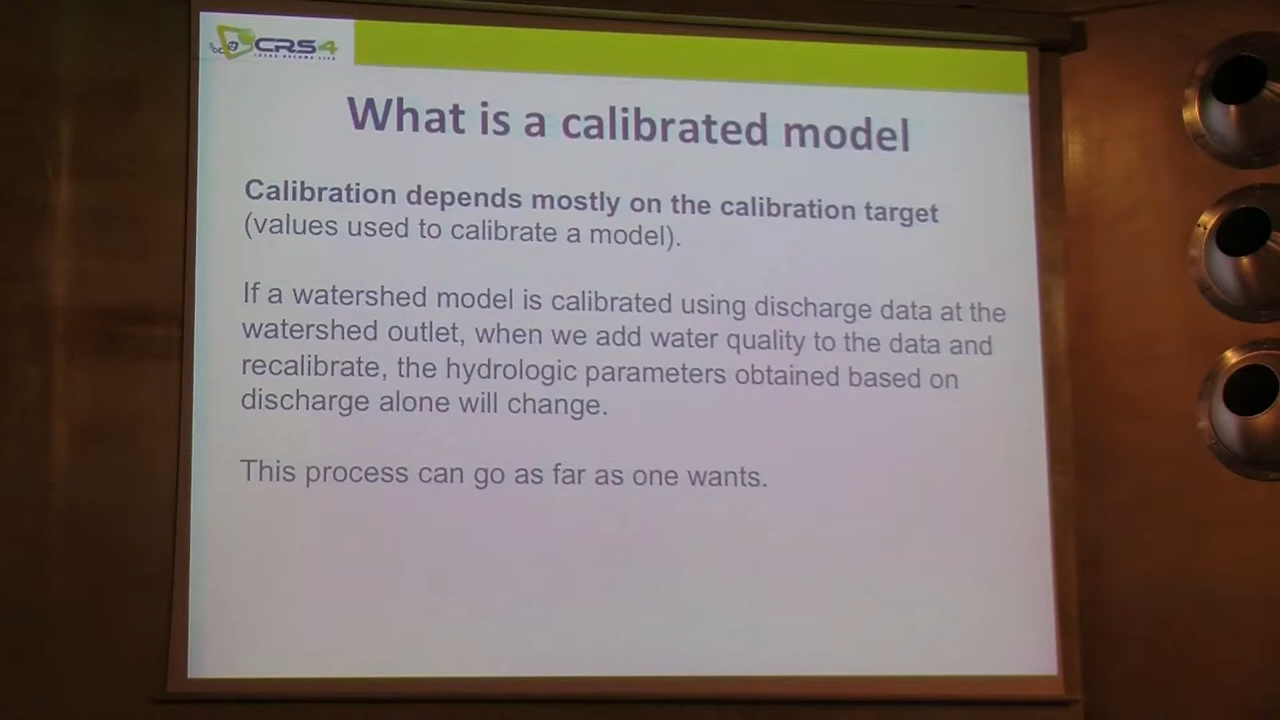 CRS4
What is a calibrated model
Calibration depends mostly on the calibration target
(values used to calibrate a model).
If a watershed model is calibrated using discharge data at the
watershed outlet, when we add water quality to the data and
recalibrate, the hydrologic parameters obtained based on
discharge alone will change.
This process can go as far as one wants.